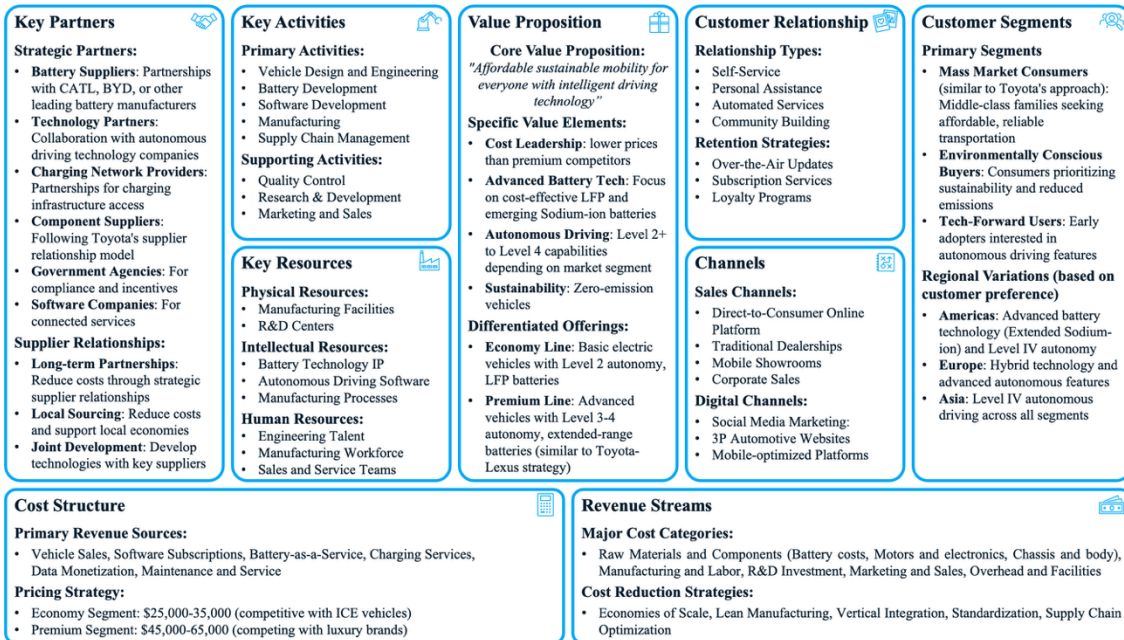 Key Partners
Strategic Partners:
• Battery Suppliers: Partnerships
with CATL, BYD, or other
leading battery manufacturers
• Technology Partners:
Collaboration with autonomous
driving technology companies
• Charging Network Providers:
Partnerships for charging
infrastructure access
• Component Suppliers:
Following Toyota's supplier
relationship model
• Government Agencies: For
compliance and incentives
• Software Companies: For
connected services
Supplier Relationships:
• Long-term Partnerships:
Reduce costs through strategic
supplier relationships
• Local Sourcing: Reduce costs
and support local economies
• Joint Development: Develop
technologies with key suppliers
Key Activities
Primary Activities:
• Vehicle Design and Engineering
• Battery Development
• Software Development
• Manufacturing
• Supply Chain Management
Supporting Activities:
• Quality Control
• Research & Development
• Marketing and Sales
Key Resources
Physical Resources:
• Manufacturing Facilities
• R&D Centers
Intellectual Resources:
• Battery Technology IP
• Autonomous Driving Software
• Manufacturing Processes
Human Resources:
• Engineering Talent
• Manufacturing Workforce
• Sales and Service Teams
Value Proposition
Core Value Proposition:
"Affordable sustainable mobility for
everyone with intelligent driving
technology"
Specific Value Elements:
• Cost Leadership: lower prices
than premium competitors
• Advanced Battery Tech: Focus
on cost-effective LFP and
emerging Sodium-ion batteries
• Autonomous Driving: Level 2+
to Level 4 capabilities
depending on market segment
• Sustainability: Zero-emission
vehicles
Differentiated Offerings:
• Economy Line: Basic electric
vehicles with Level 2 autonomy,
LFP batteries
• Premium Line: Advanced
vehicles with Level 3-4
autonomy, extended-range
batteries (similar to Toyota-
Lexus strategy)
Customer Relationship
Relationship Types:
• Self-Service
• Personal Assistance
• Automated Services
• Community Building
Retention Strategies:
• Over-the-Air Updates
• Subscription Services
• Loyalty Programs
Channels
Sales Channels:
• Direct-to-Consumer Online
Platform
• Traditional Dealerships
• Mobile Showrooms
• Corporate Sales
Digital Channels:
• Social Media Marketing:
• 3P Automotive Websites
• Mobile-optimized Platforms
Customer Segments
Primary Segments
• Mass Market Consumers
(similar to Toyota's approach):
Middle-class families seeking
affordable, reliable
transportation
• Environmentally Conscious
Buyers: Consumers prioritizing
sustainability and reduced
emissions
• Tech-Forward Users: Early
adopters interested in
autonomous driving features
Regional Variations (based on
customer preference)
• Americas: Advanced battery
technology (Extended Sodium-
ion) and Level IV autonomy
• Europe: Hybrid technology and
advanced autonomous features
• Asia: Level IV autonomous
driving across all segments
Cost Structure
Primary Revenue Sources:
• Vehicle Sales, Software Subscriptions, Battery-as-a-Service, Charging Services,
Data Monetization, Maintenance and Service
Pricing Strategy:
• Economy Segment: $25,000-35,000 (competitive with ICE vehicles)
• Premium Segment: $45,000-65,000 (competing with luxury brands)
Revenue Streams
Major Cost Categories:
• Raw Materials and Components (Battery costs, Motors and electronics, Chassis and body),
Manufacturing and Labor, R&D Investment, Marketing and Sales, Overhead and Facilities
Cost Reduction Strategies:
• Economies of Scale, Lean Manufacturing, Vertical Integration, Standardization, Supply Chain
Optimization